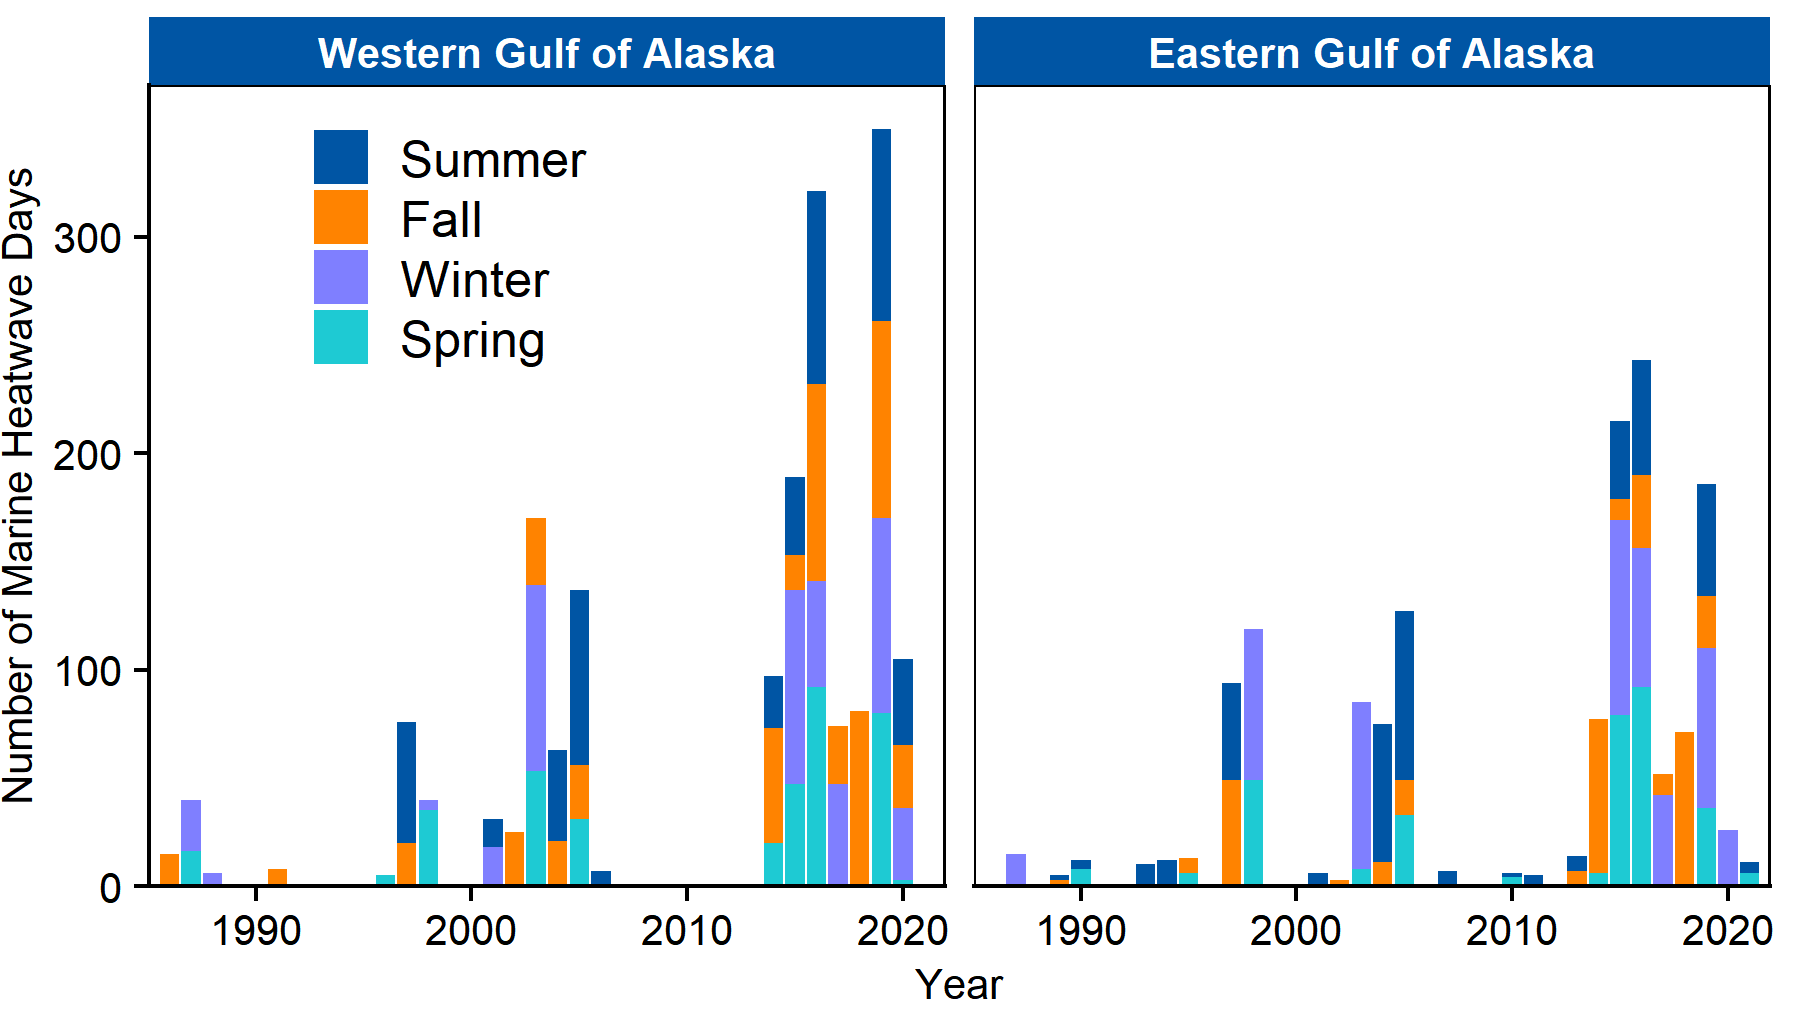 Western Gulf of Alaska
Eastern Gulf of Alaska
Summer
Fall
Winter
Spring
Number of Marine Heatwave Days
300
200
100
0
1990
2000
2010
2020
1990
2000
2010
2020
Year